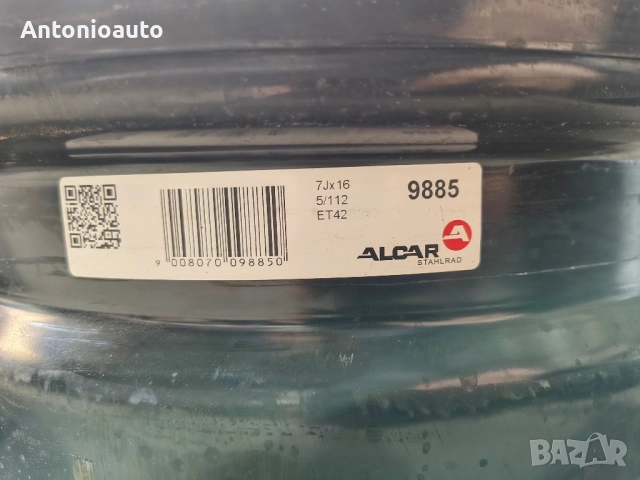 Antonioauto
7Jx16
5/112
ET42
9885
ALCAR
A
STAHLRAD
9 008070 098850
BAZAR